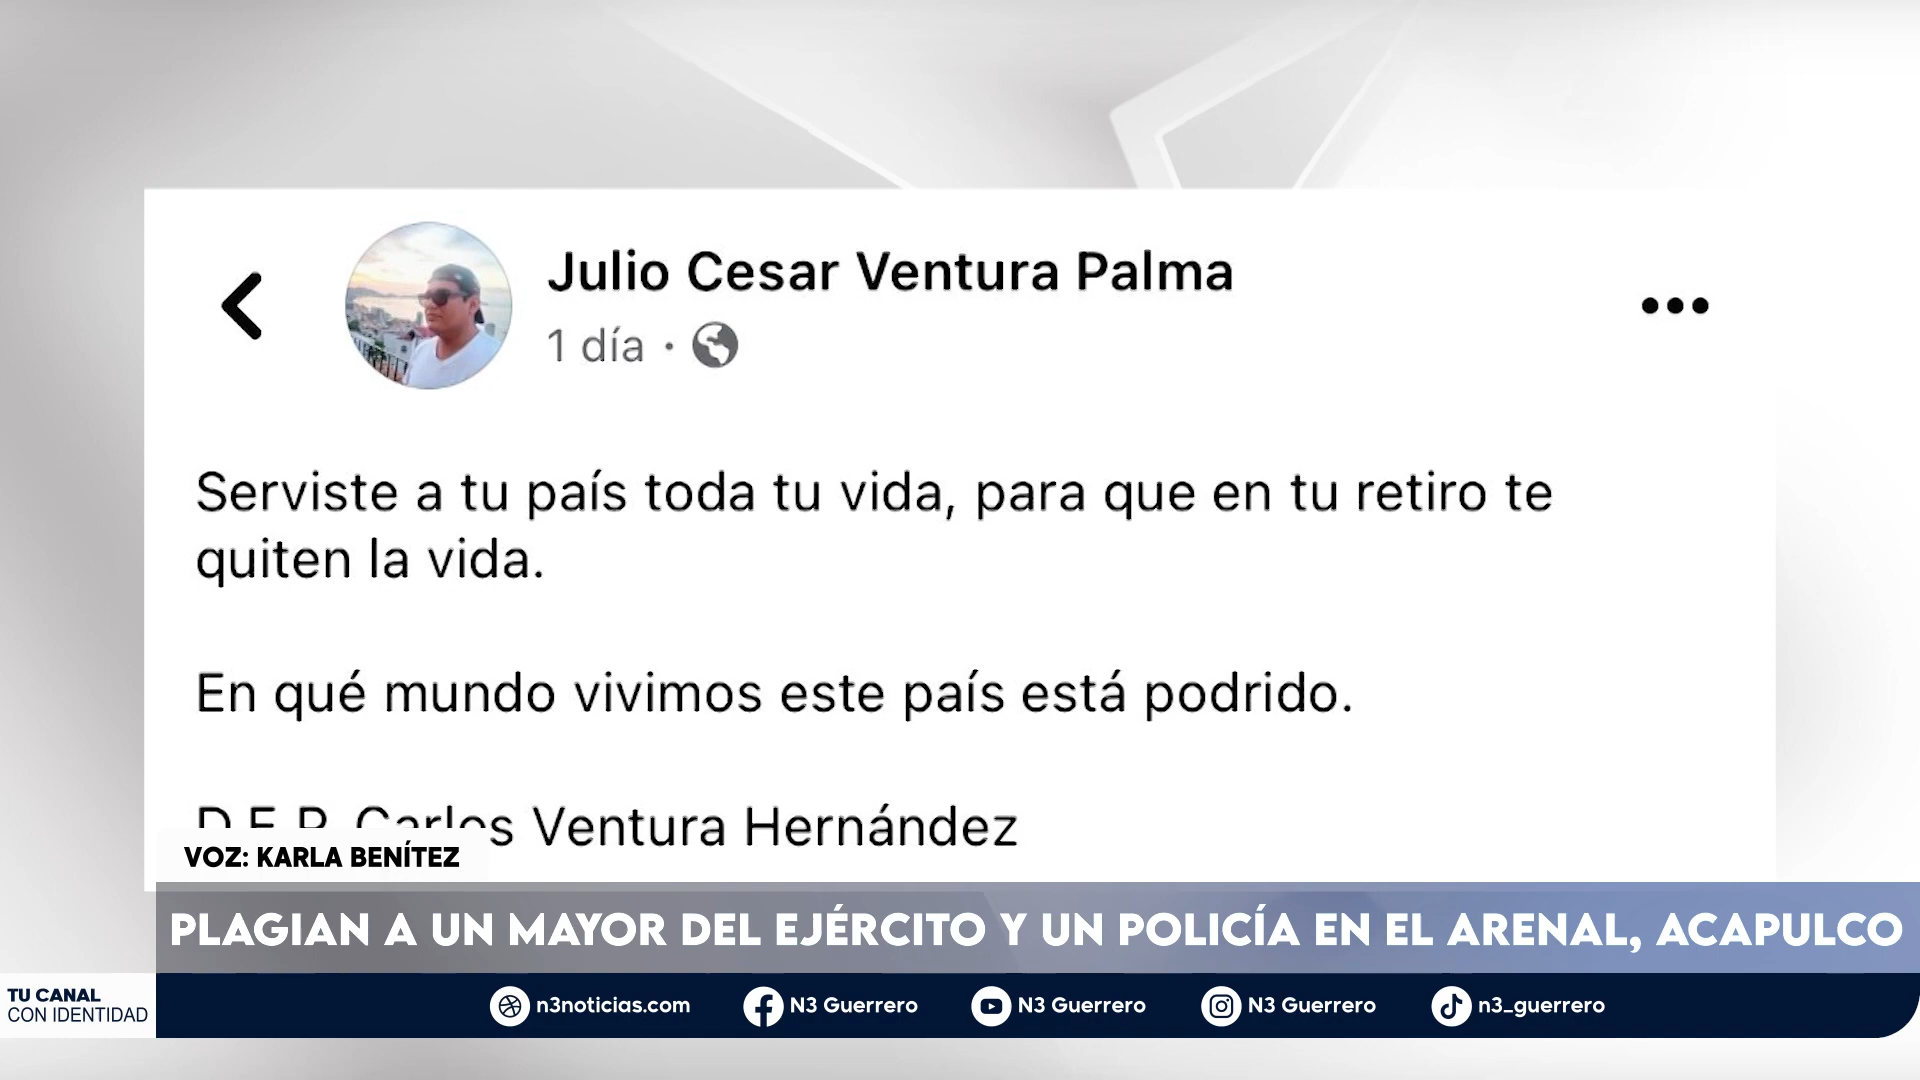 Julio Cesar Ventura Palma
1 día ·
Serviste a tu país toda tu vida, para que en tu retiro te
quiten la vida.
En qué mundo vivimos este país está podrido.
D.E.P. Carlos Ventura Hernández
VOZ: KARLA BENÍTEZ
PLAGIAN A UN MAYOR DEL EJÉRCITO Y UN POLICÍA EN EL ARENAL, ACAPULCO
TU CANAL
CON IDENTIDAD
n3noticias.com
N3 Guerrero
N3 Guerrero
N3 Guerrero
n3_guerrero